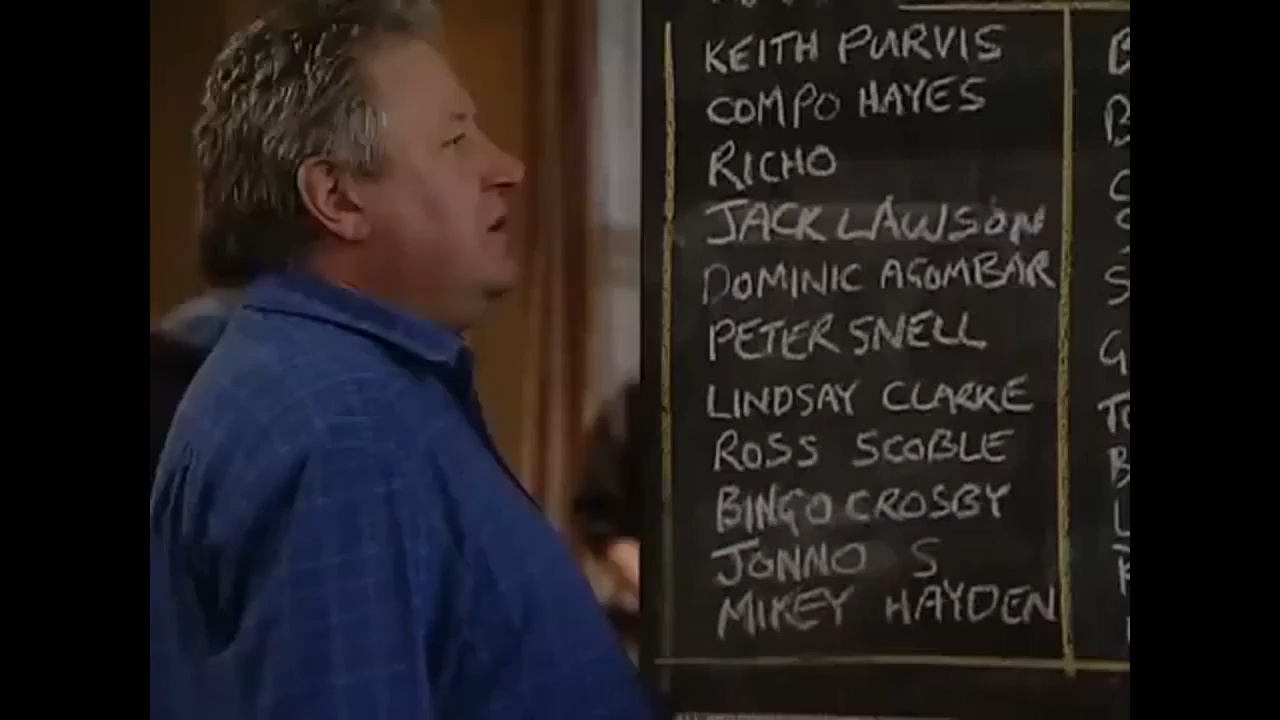 KEITH PURVIS
COMPO HAYES
RICHO
JACK LAWSON
DOMINIC AGOMBAR
PETER SNELL
LINDSAY CLARKE
ROSS SCOBLE
BINGO CROSBY
JONNO S
MIKEY HAYDEN